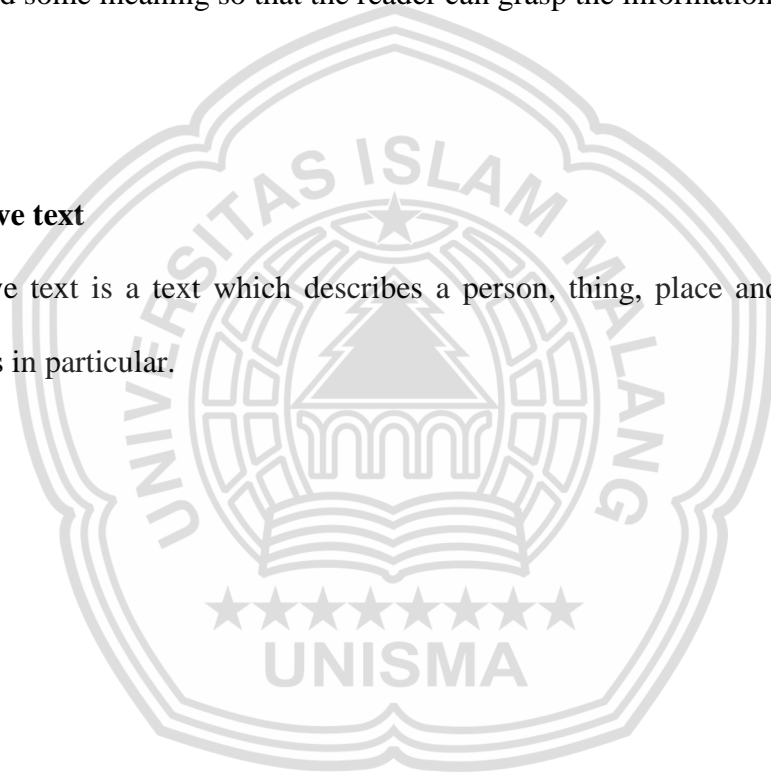 some meaning so that the reader can grasp the information
ve text
text is a text which describes a person, thing, place and
in particular.
UNIVERSITAS ISLAM MALANG
UNISMA